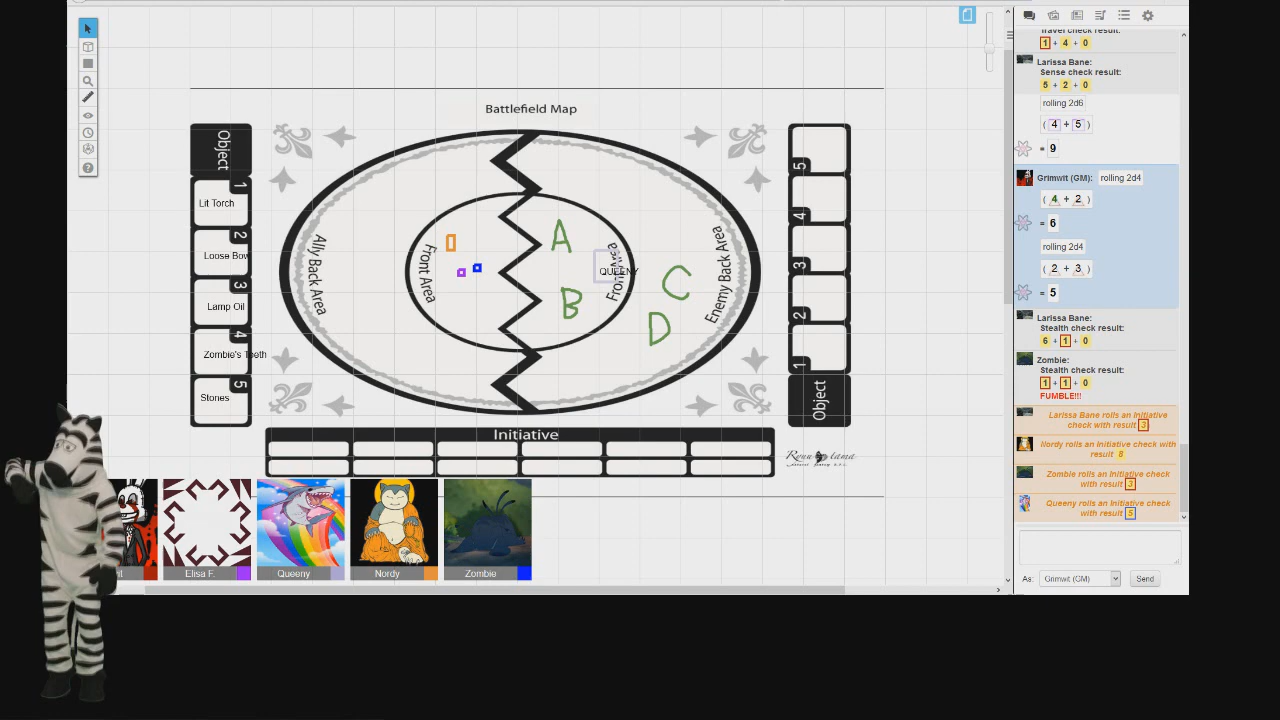 Battlefield Map
Object
1
Lit Torch
2
Loose Bow
3
Lamp Oil
4
Zombie's Tooth
5
Stones
Ally Back Area
Front Area
A
B
C
D
QUEENY
Enemy Back Area
5
4
3
2
1
Object
Initiative
Elisa F.
Queeny
Nordy
Zombie
Travel check result:
1 + 4 + 0
Larissa Bane:
Sense check result:
5 + 2 + 0
rolling 2d6
( 4 + 5 )
= 9
Grimwit (GM): rolling 2d4
( 4 + 2 )
= 6
rolling 2d4
( 2 + 3 )
= 5
Larissa Bane:
Stealth check result:
6 + 1 + 0
Zombie:
Stealth check result:
1 + 1 + 0
FUMBLE!!!
Larissa Bane rolls an Initiative
check with result 3
Nordy rolls an Initiative check with
result 8
Zombie rolls an Initiative check
with result 3
Queeny rolls an Initiative check
with result 5
As: Grimwit (GM) Send